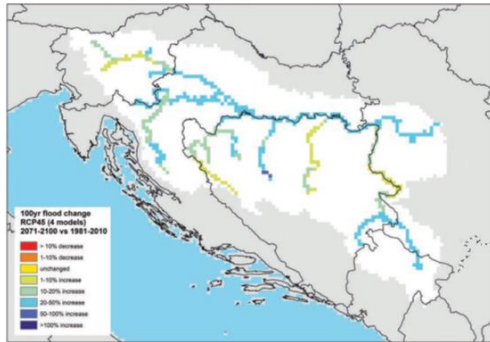 100yr flood change
RCP45 (4 models)
2071-2100 vs 1981-2010
> 10% decrease
1-10% decrease
unchanged
1-10% increase
10-20% increase
20-50% increase
50-100% increase
>100% increase